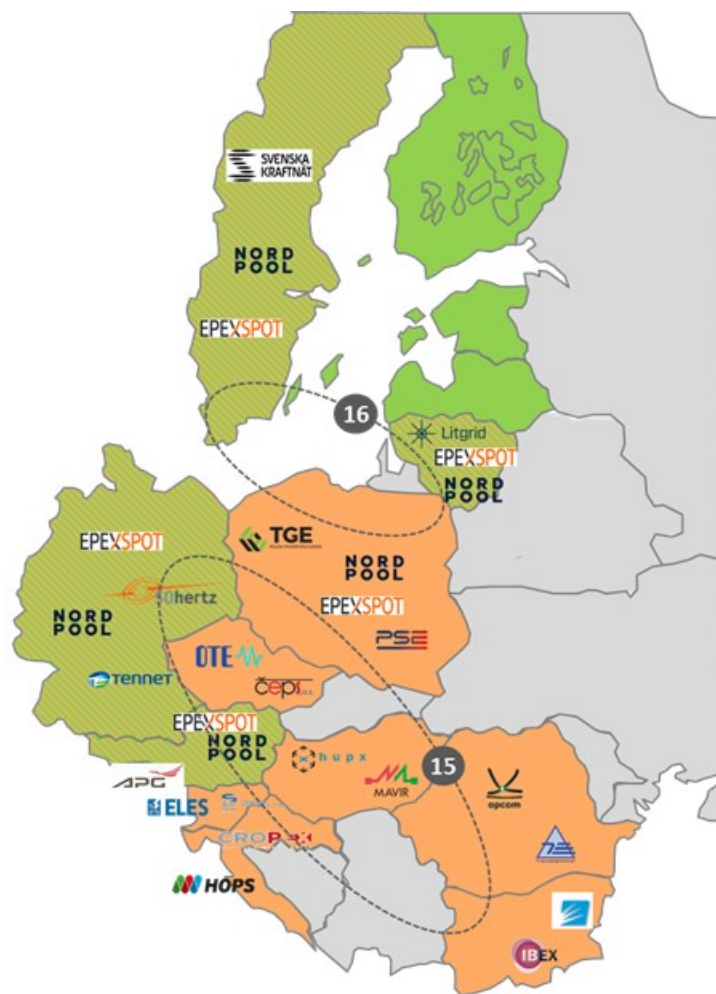 SVENSKA
KRAFTNÄT
NORD
POOL
EPEXSPOT
16
Litgrid
EPEXSPOT
NORD
POOL
EPEXSPOT
TGE
NORD
POOL
50hertz
EPEXSPOT
NORD
POOL
PSE
OTE
TENNET
čeps
EPEXSPOT
NORD
POOL
hupx
15
APG
MAVIR
opcom
ELES
CROPEX
HOPS
IBEX